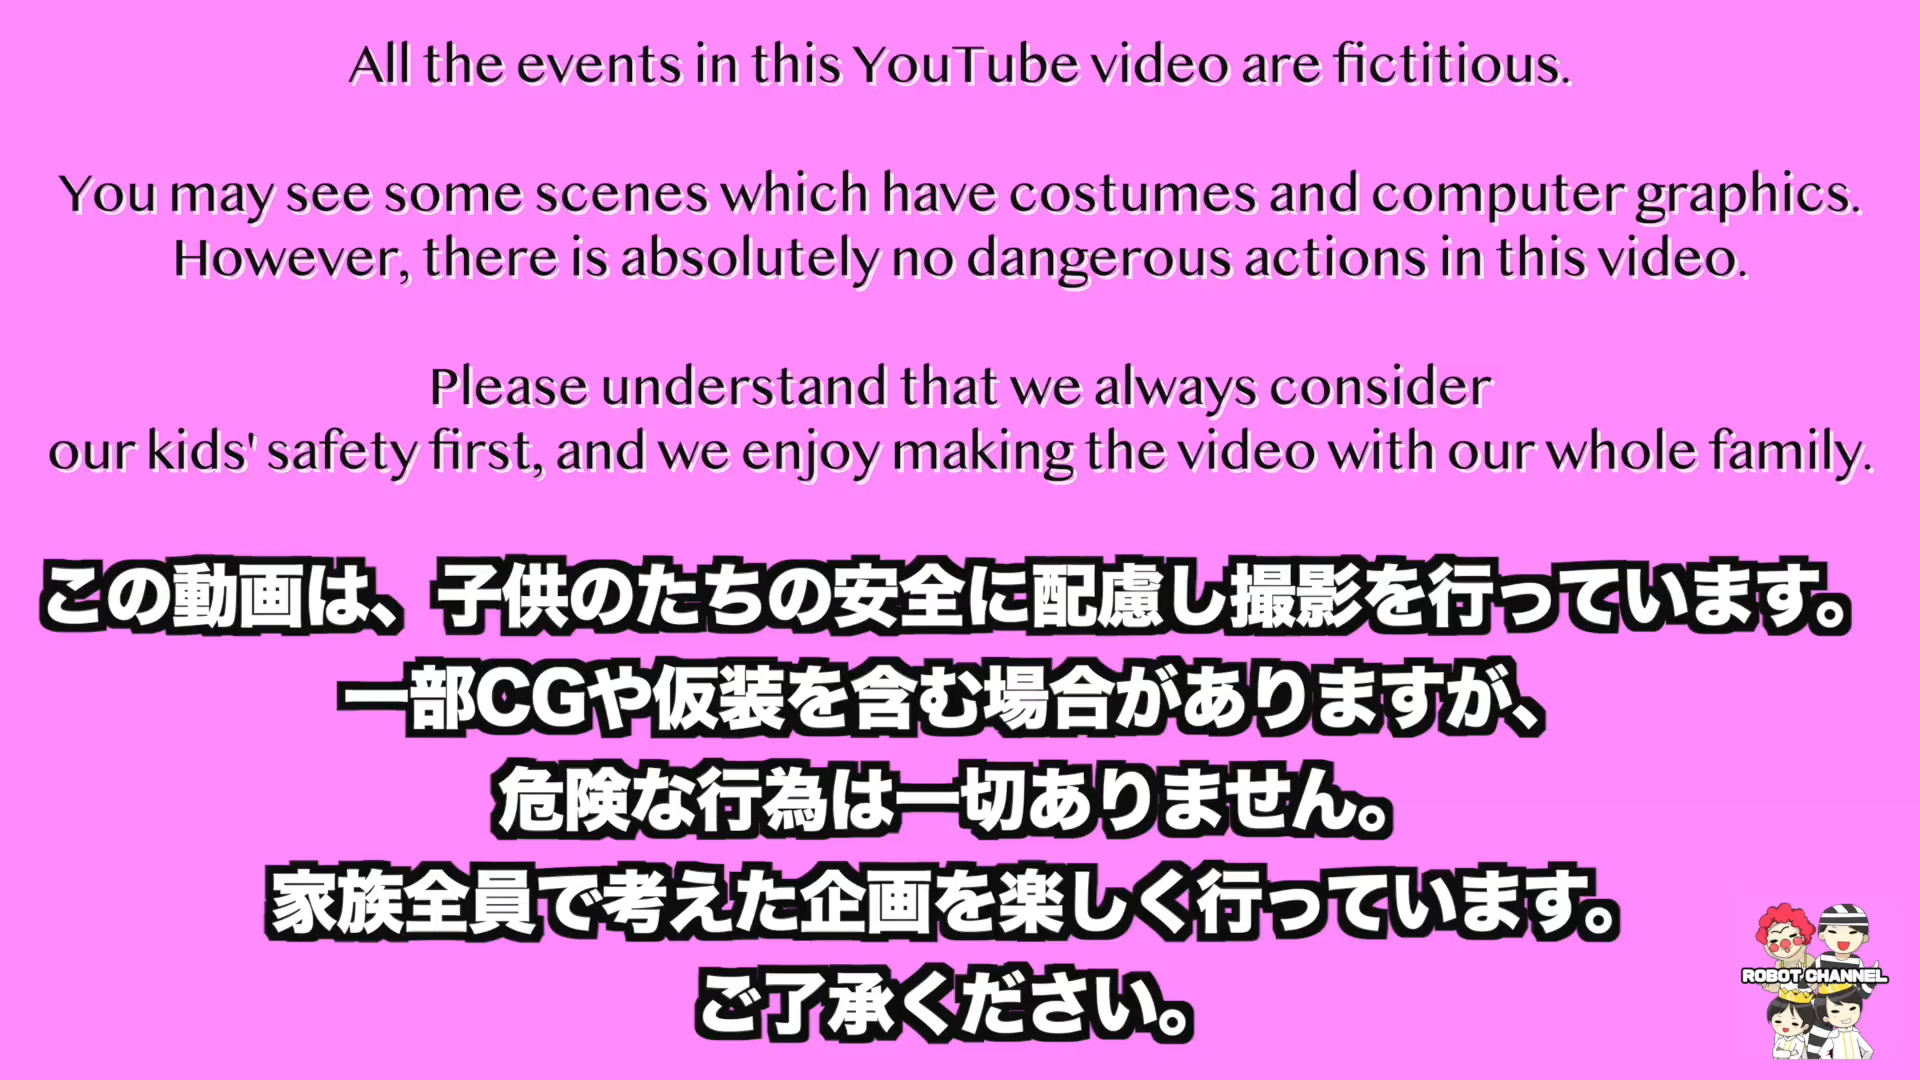 All the events in this YouTube video are fictitious.
You may see some scenes which have costumes and computer graphics.
However, there is absolutely no dangerous actions in this video.
Please understand that we always consider
our kids' safety first, and we enjoy making the video with our whole family.
この動画は、子供のたちの安全に配慮し撮影を行っています。
一部CGや仮装を含む場合がありますが、
危険な行為は一切ありません。
家族全員で考えた企画を楽しく行っています。
ご了承ください。
ROBOT CHANNEL